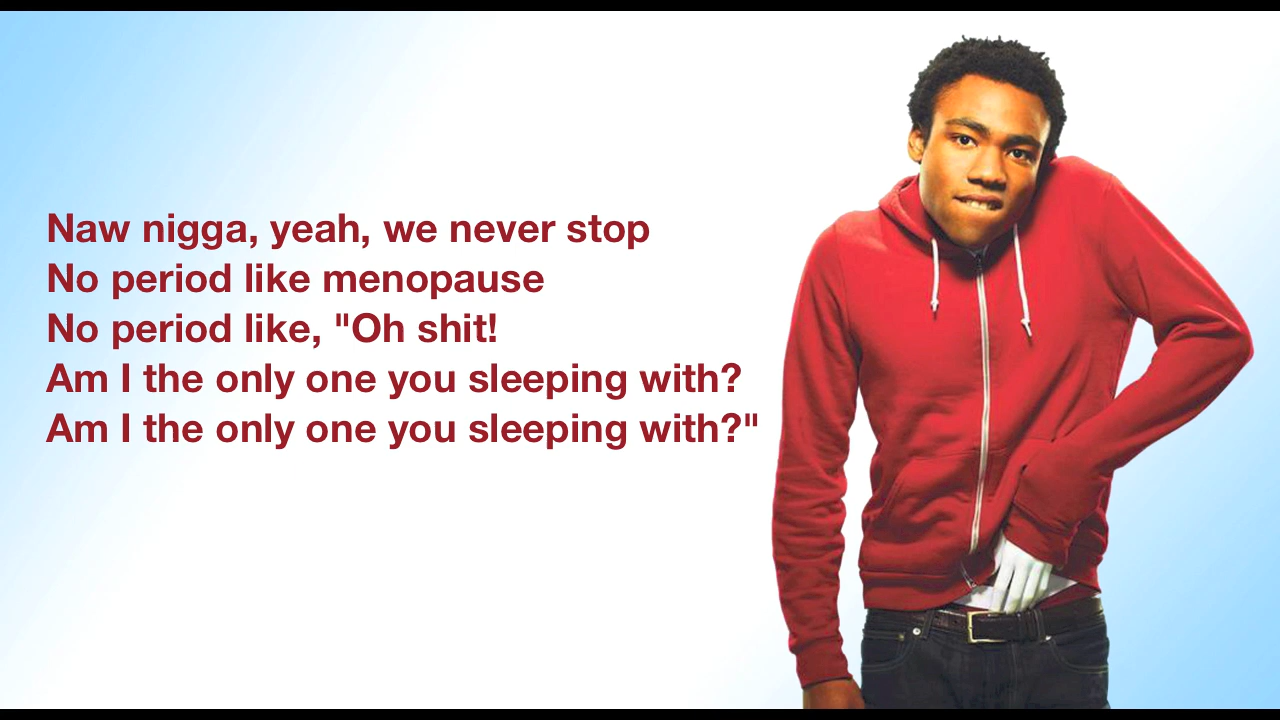 Naw nigga, yeah, we never stop
No period like menopause
No period like, "Oh shit!
Am I the only one you sleeping with?
Am I the only one you sleeping with?"